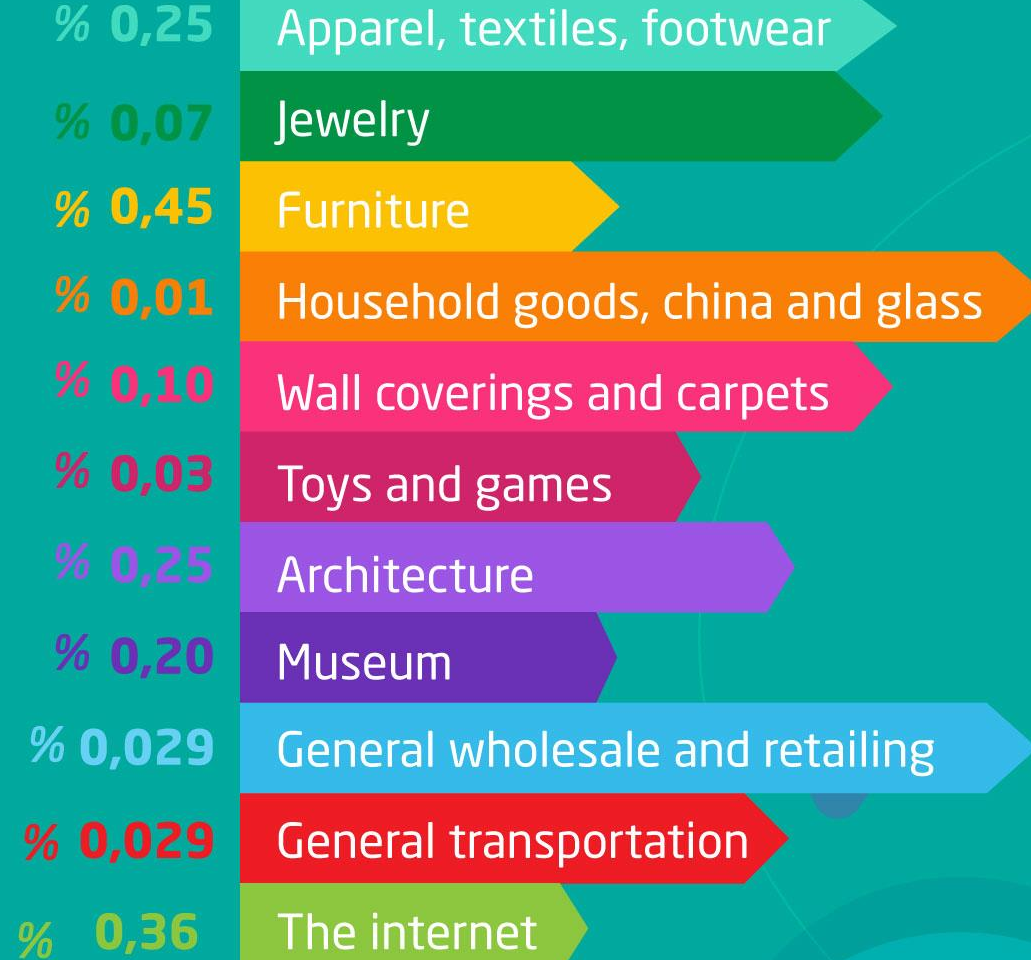 % 0,25 Apparel, textiles, footwear
% 0,07 Jewelry
% 0,45 Furniture
% 0,01 Household goods, china and glass
% 0,10 Wall coverings and carpets
% 0,03 Toys and games
% 0,25 Architecture
% 0,20 Museum
% 0,029 General wholesale and retailing
% 0,029 General transportation
% 0,36 The internet